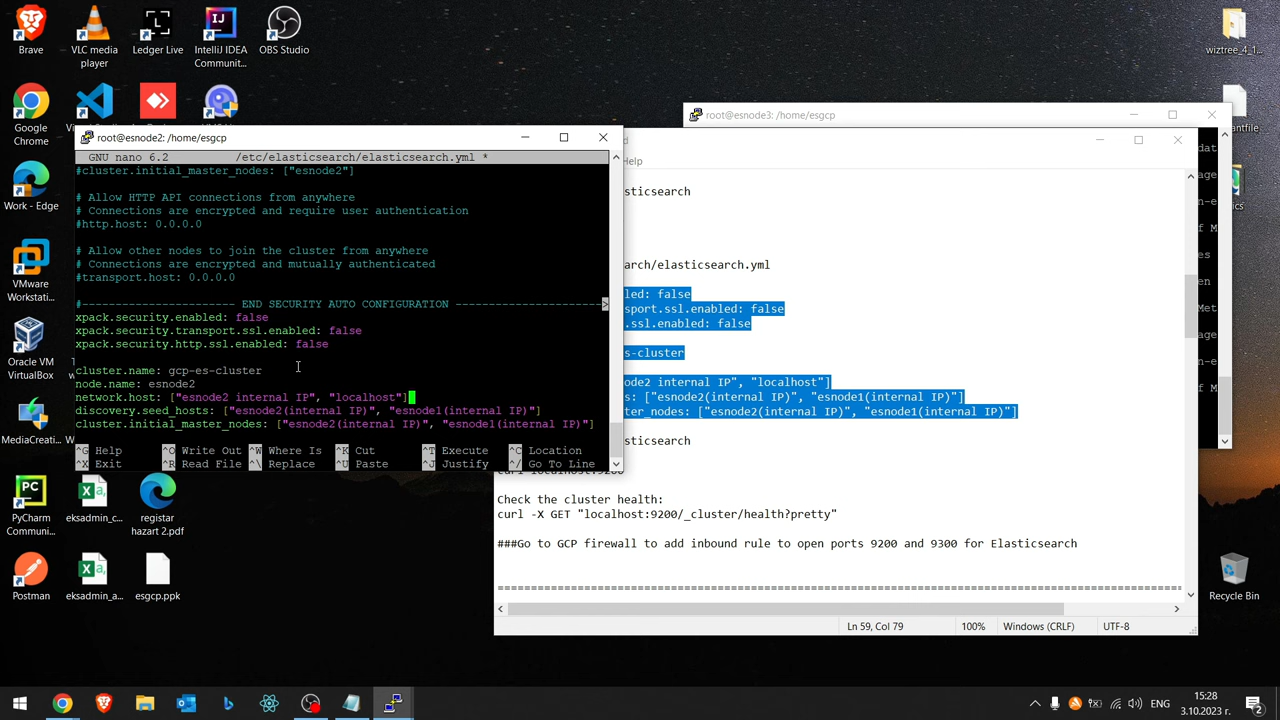 Brave
VLC media player
Ledger Live
IntelliJ IDEA Communit...
OBS Studio
wiztree_4_1...
Google Chrome
Work - Edge
VMware Workstatio...
Oracle VM VirtualBox
MediaCreati...
PyCharm Communi...
eksadmin_c...
registar hazart 2.pdf
Postman
eksadmin_a...
esgcp.ppk
Recycle Bin
root@esnode3: /home/esgcp
root@esnode2: /home/esgcp
GNU nano 6.2 /etc/elasticsearch/elasticsearch.yml *
#cluster.initial_master_nodes: ["esnode2"]
# Allow HTTP API connections from anywhere
# Connections are encrypted and require user authentication
#http.host: 0.0.0.0
# Allow other nodes to join the cluster from anywhere
# Connections are encrypted and mutually authenticated
#transport.host: 0.0.0.0
#----------------------- END SECURITY AUTO CONFIGURATION ----------------------->
xpack.security.enabled: false
xpack.security.transport.ssl.enabled: false
xpack.security.http.ssl.enabled: false
cluster.name: gcp-es-cluster
node.name: esnode2
network.host: ["esnode2 internal IP", "localhost"]
discovery.seed_hosts: ["esnode2(internal IP)", "esnode1(internal IP)"]
cluster.initial_master_nodes: ["esnode2(internal IP)", "esnode1(internal IP)"]
^G Help ^O Write Out ^W Where Is ^K Cut ^T Execute ^C Location
^X Exit ^R Read File ^\ Replace ^U Paste ^J Justify ^/ Go To Line
Help
sticsearch
arch/elasticsearch.yml
led: false
sport.ssl.enabled: false
.ssl.enabled: false
s-cluster
ode2 internal IP", "localhost"]
s: ["esnode2(internal IP)", "esnode1(internal IP)"]
ter_nodes: ["esnode2(internal IP)", "esnode1(internal IP)"]
sticsearch
curl localhost:9200
Check the cluster health:
curl -X GET "localhost:9200/_cluster/health?pretty"
###Go to GCP firewall to add inbound rule to open ports 9200 and 9300 for Elasticsearch
Ln 59, Col 79 100% Windows (CRLF) UTF-8
ENG
15:28
3.10.2023 г.
2